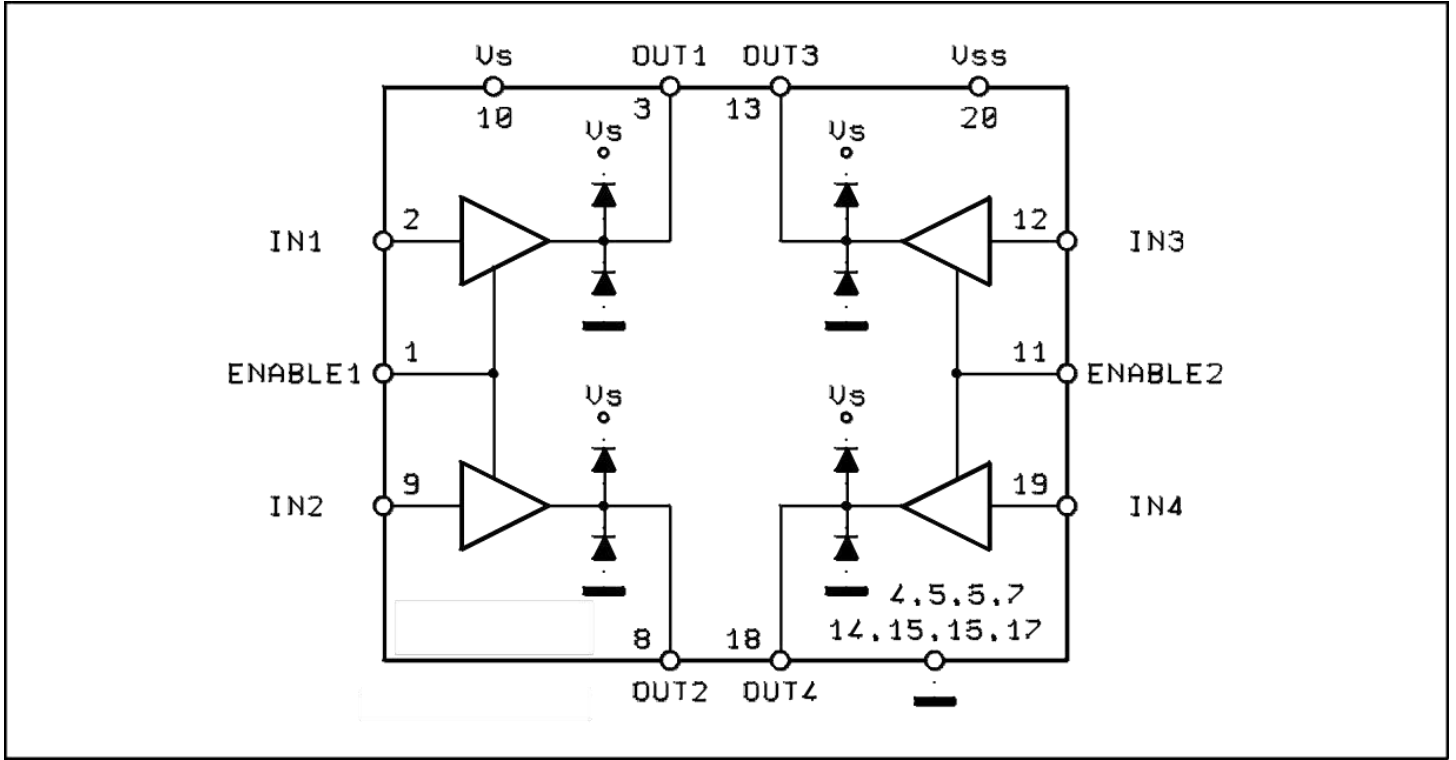 Vs OUT1 OUT3 Vss
10 3 13 20
Vs Vs
2 12
IN1 IN3
1 11
ENABLE1 ENABLE2
Vs Vs
9 19
IN2 IN4
4,5,5,7
8 18 14,15,15,17
OUT2 OUT4